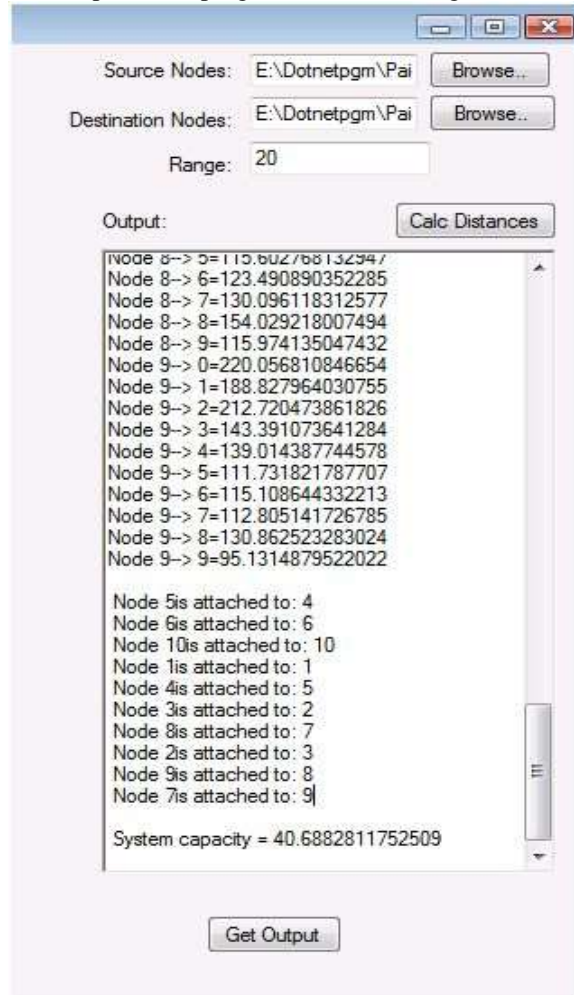 Source Nodes: E:\Dotnetpgm\Pai Browse..
Destination Nodes: E:\Dotnetpgm\Pai Browse..
Range: 20
Output: Calc Distances
Node 8--> 5=115.602768132947
Node 8--> 6=123.490890352285
Node 8--> 7=130.096118312577
Node 8--> 8=154.029218007494
Node 8--> 9=115.974135047432
Node 9--> 0=220.056810846654
Node 9--> 1=188.827964030755
Node 9--> 2=212.720473861826
Node 9--> 3=143.391073641284
Node 9--> 4=139.014387744578
Node 9--> 5=111.731821787707
Node 9--> 6=115.108644332213
Node 9--> 7=112.805141726785
Node 9--> 8=130.862523283024
Node 9--> 9=95.1314879522022
Node 5is attached to: 4
Node 6is attached to: 6
Node 10is attached to: 10
Node 1is attached to: 1
Node 4is attached to: 5
Node 3is attached to: 2
Node 8is attached to: 7
Node 2is attached to: 3
Node 9is attached to: 8
Node 7is attached to: 9
System capacity = 40.6882811752509
Get Output